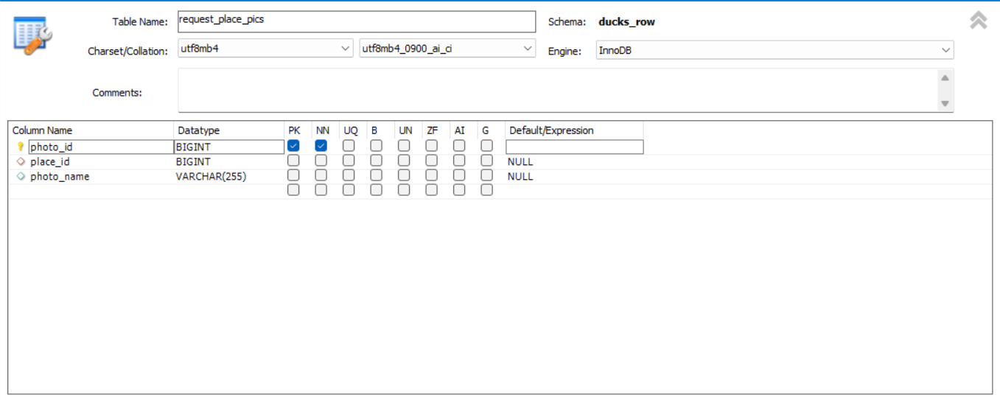 Table Name: request_place_pics Schema: ducks_row
Charset/Collation: utf8mb4 utf8mb4_0900_ai_ci Engine: InnoDB
Comments:
Column Name Datatype PK NN UQ B UN ZF AI G Default/Expression
photo_id BIGINT
place_id BIGINT NULL
photo_name VARCHAR(255) NULL